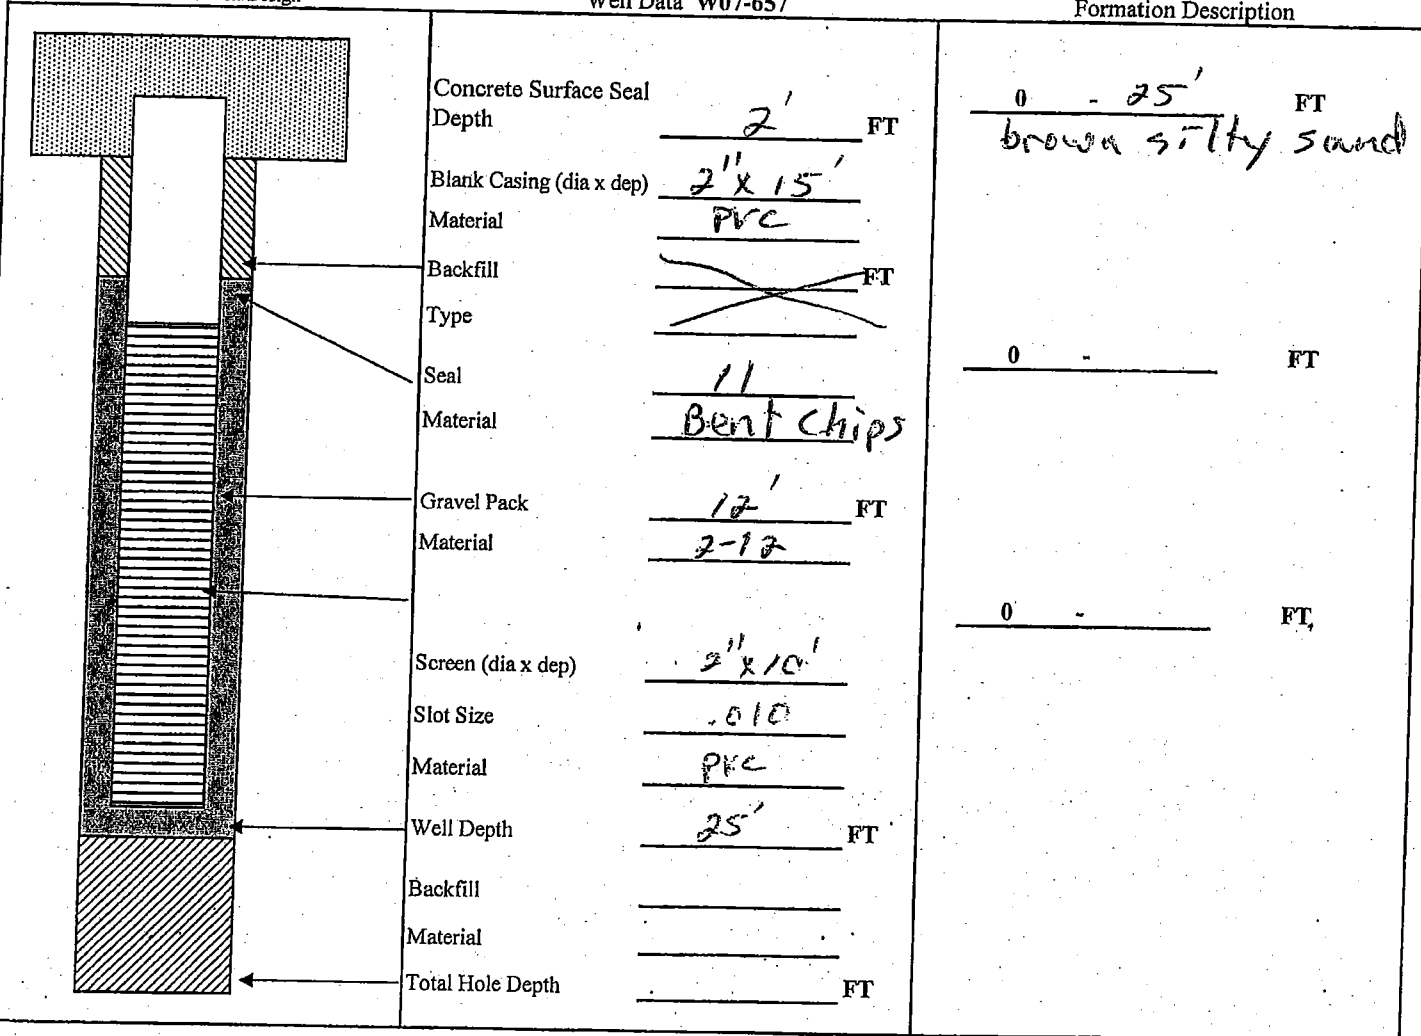 Well Data W07-657
Formation Description
Concrete Surface Seal
Depth 2' FT
Blank Casing (dia x dep) 2" x 15'
Material PVC
Backfill FT
Type
Seal 11
Material Bent Chips
Gravel Pack 12' FT
Material 2-12
Screen (dia x dep) 2" x 10'
Slot Size .010
Material PVC
Well Depth 25' FT
Backfill
Material
Total Hole Depth FT
0 - 25' FT
brown silty sand
0 - FT
0 - FT